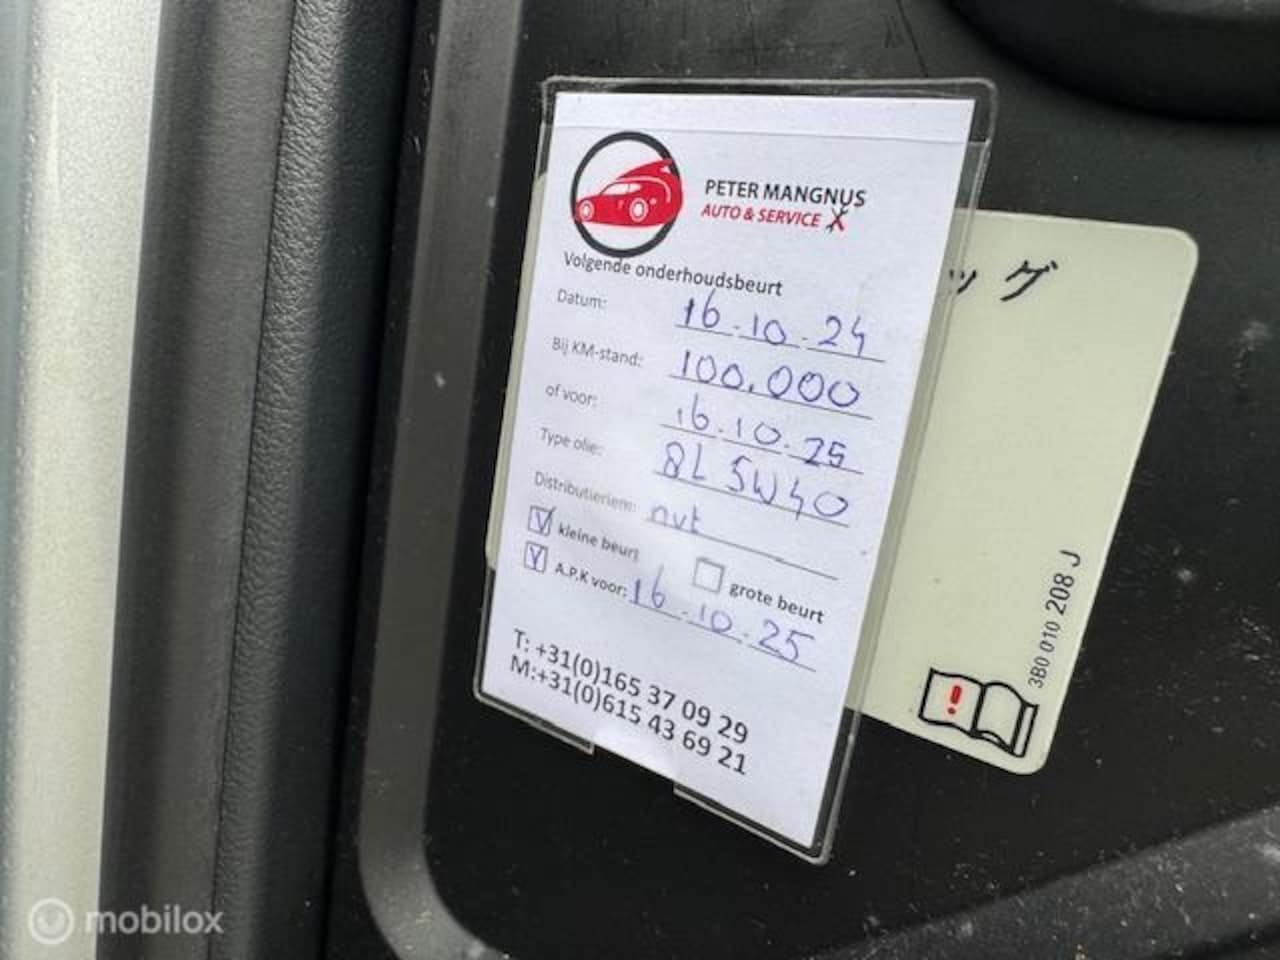 PETER MANGNUS
AUTO & SERVICE
Volgende onderhoudsbeurt
Datum: 16.10.24
Bij KM-stand: 100.000
of voor: 16.10.25
Type olie: 8L 5W40
Distributieriem: nvt
kleine beurt
grote beurt
A.P.K voor: 16.10.25
T: +31(0)165 37 09 29
M:+31(0)615 43 69 21
ッグ
3B0 010 208 J
mobilox